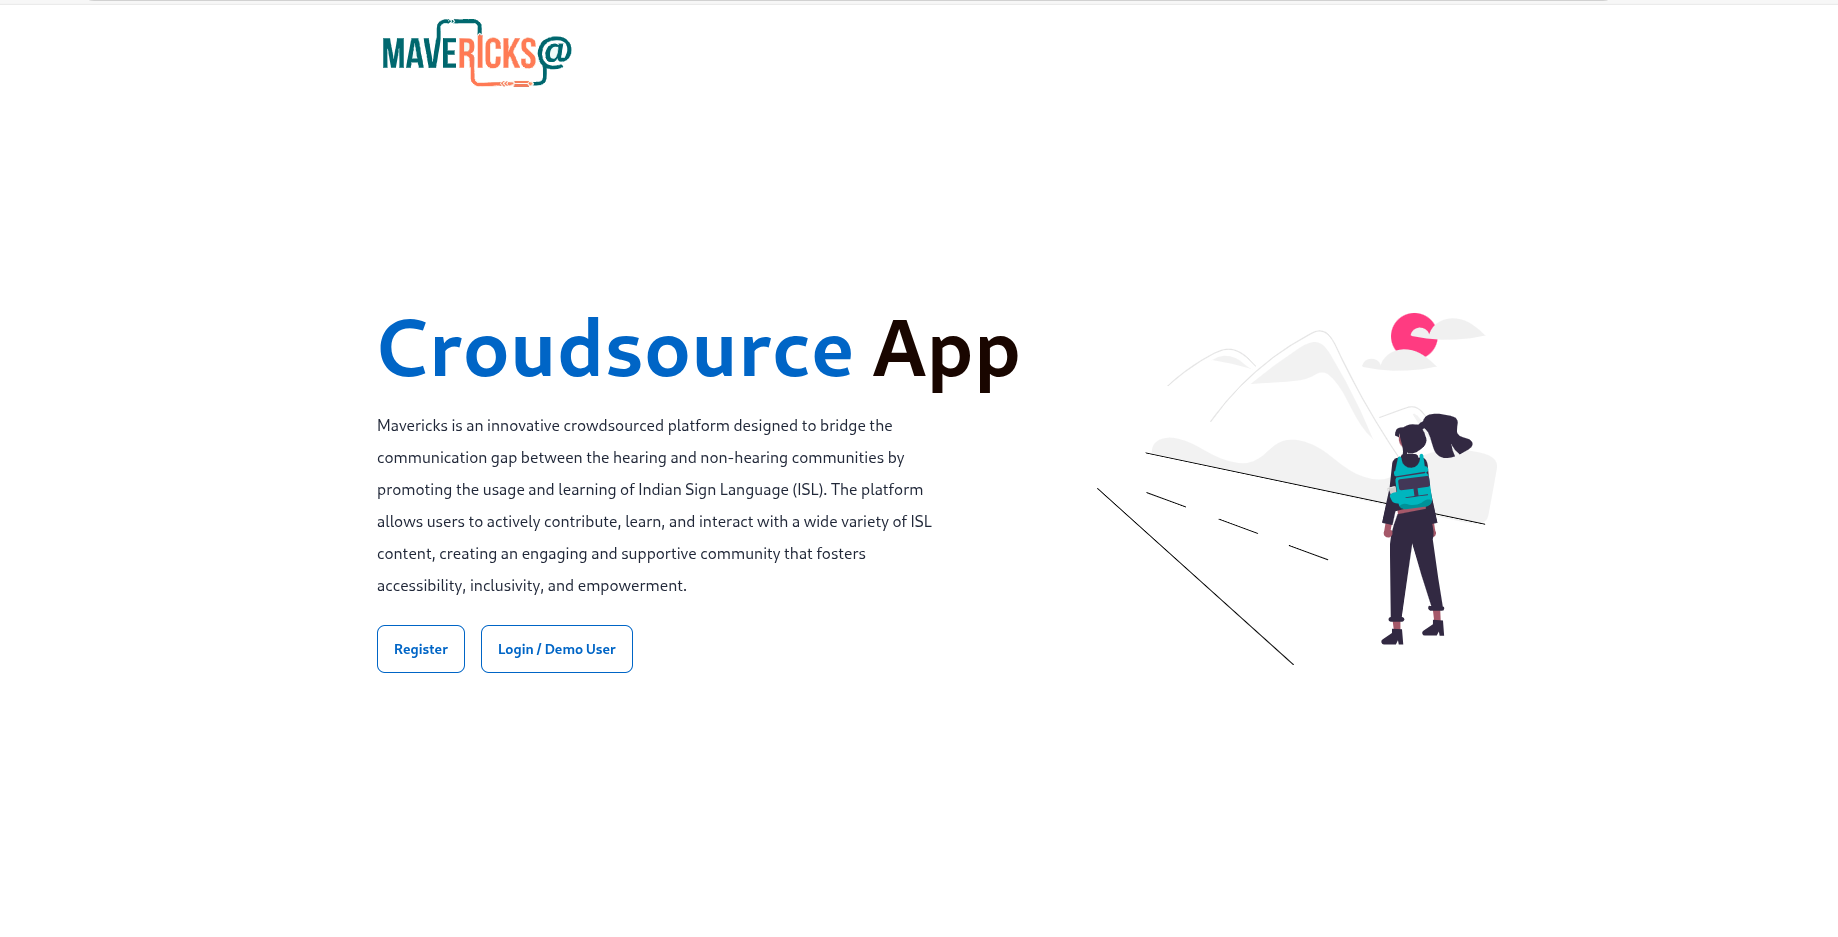 MAVERICKS@
Croudsource App
Mavericks is an innovative crowdsourced platform designed to bridge the
communication gap between the hearing and non-hearing communities by
promoting the usage and learning of Indian Sign Language (ISL). The platform
allows users to actively contribute, learn, and interact with a wide variety of ISL
content, creating an engaging and supportive community that fosters
accessibility, inclusivity, and empowerment.
Register
Login / Demo User